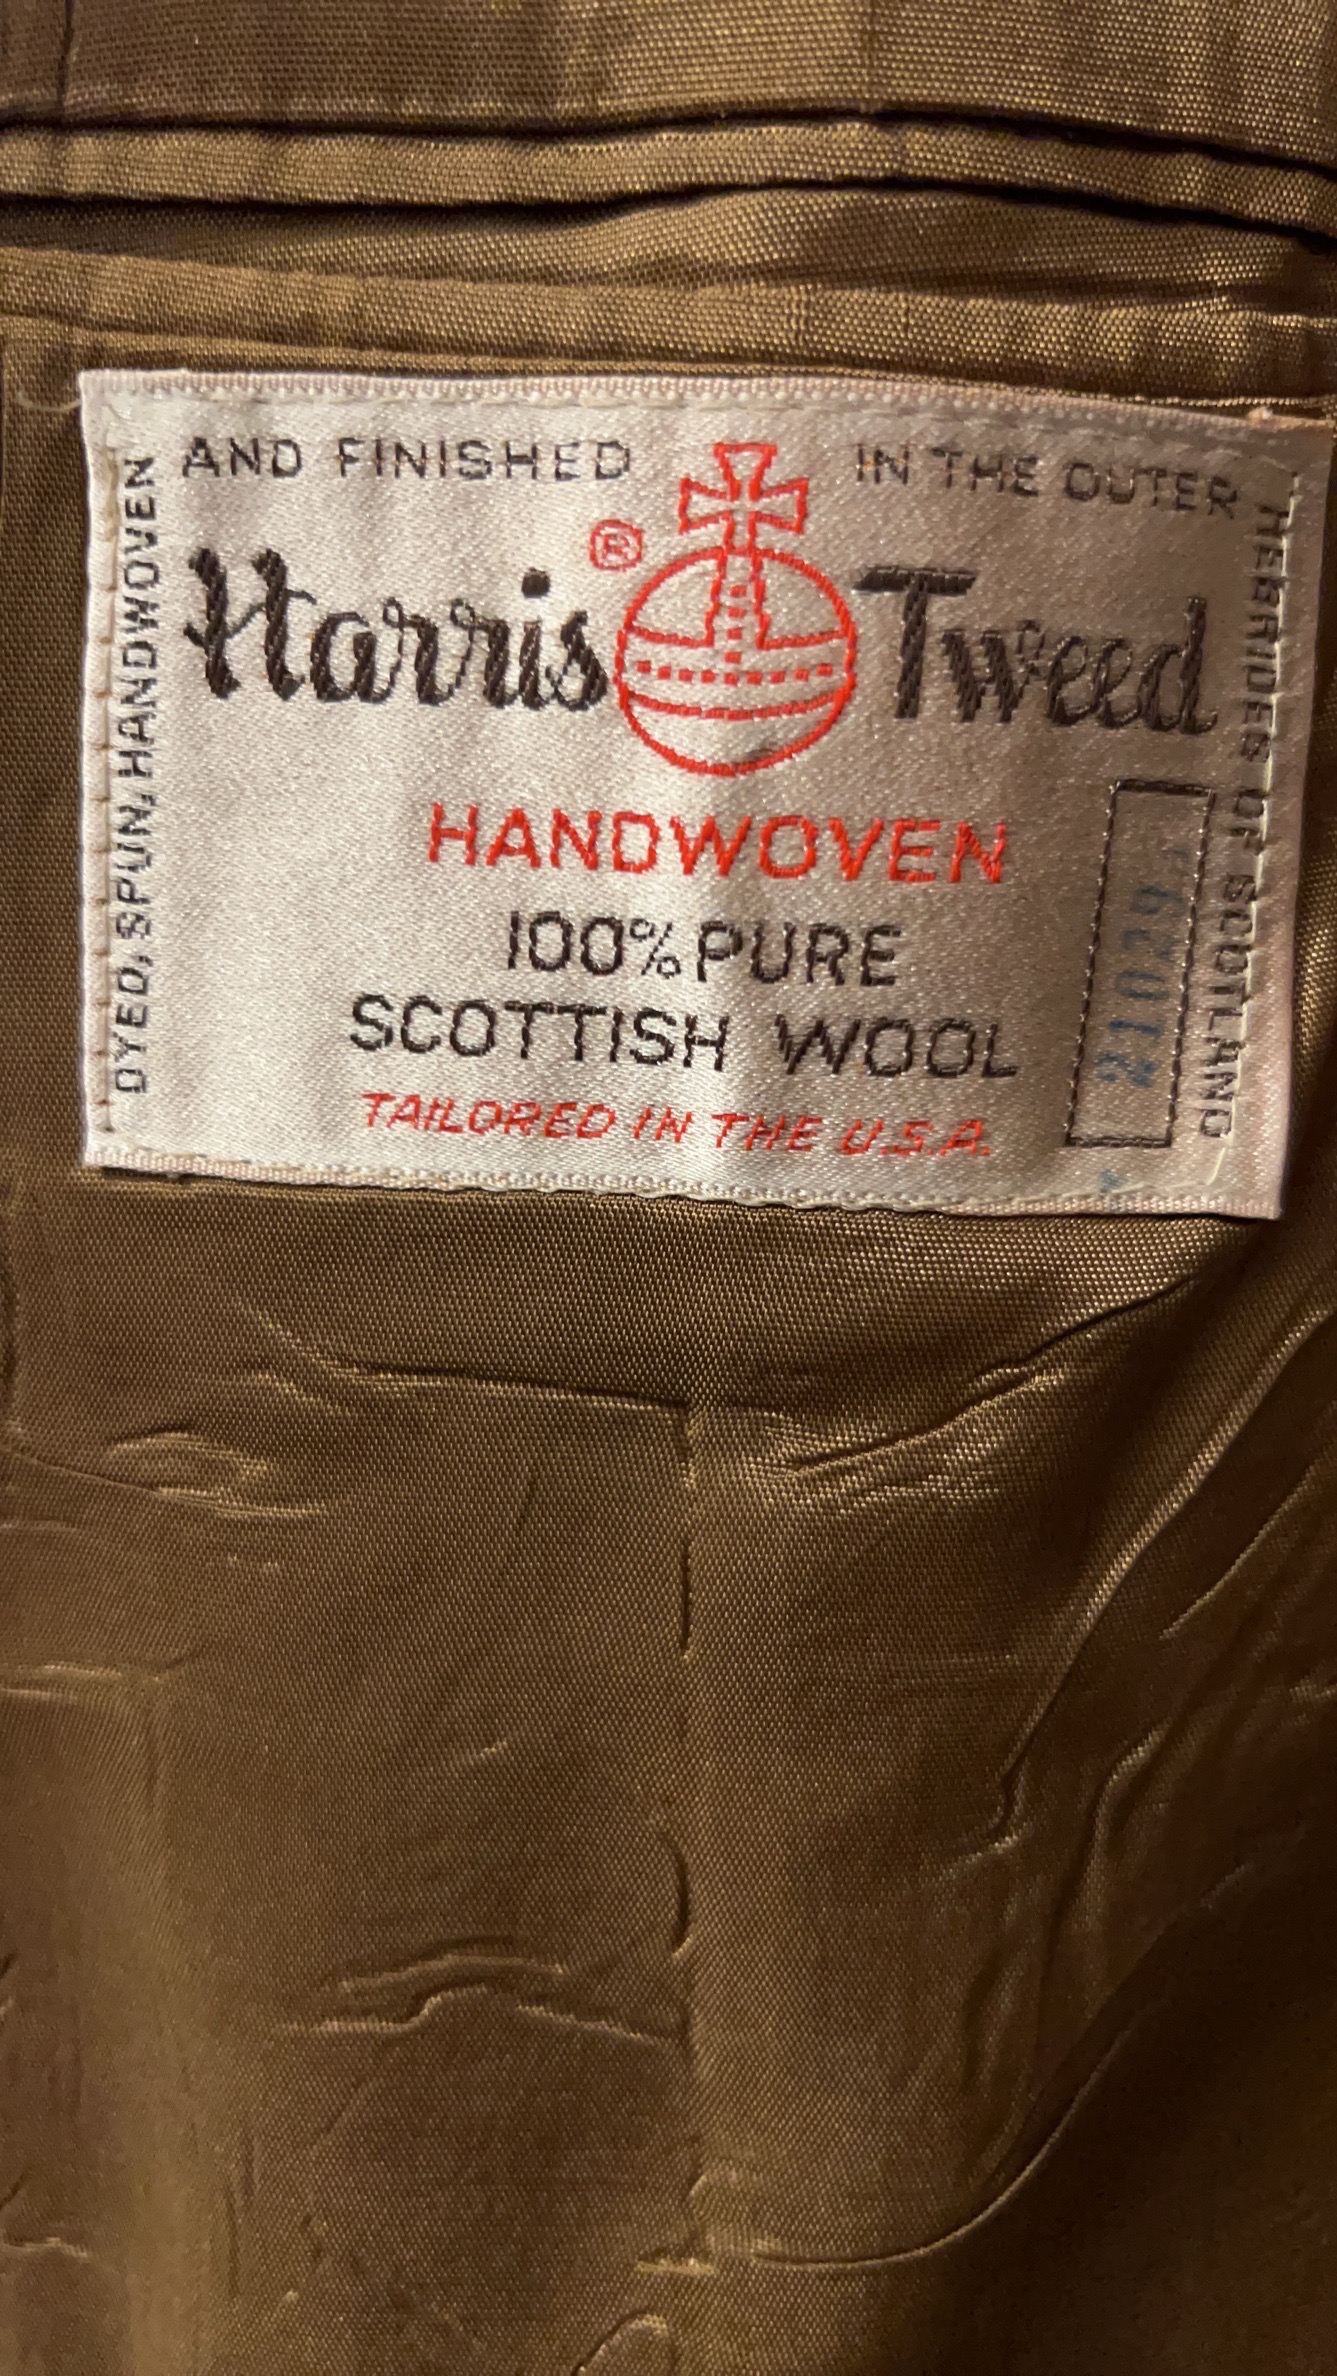 DYED, SPUN, HANDWOVEN
AND FINISHED
IN THE OUTER
HEBRIDES OF SCOTLAND
Harris ® Tweed
HANDWOVEN
100% PURE
SCOTTISH WOOL
TAILORED IN THE U.S.A.